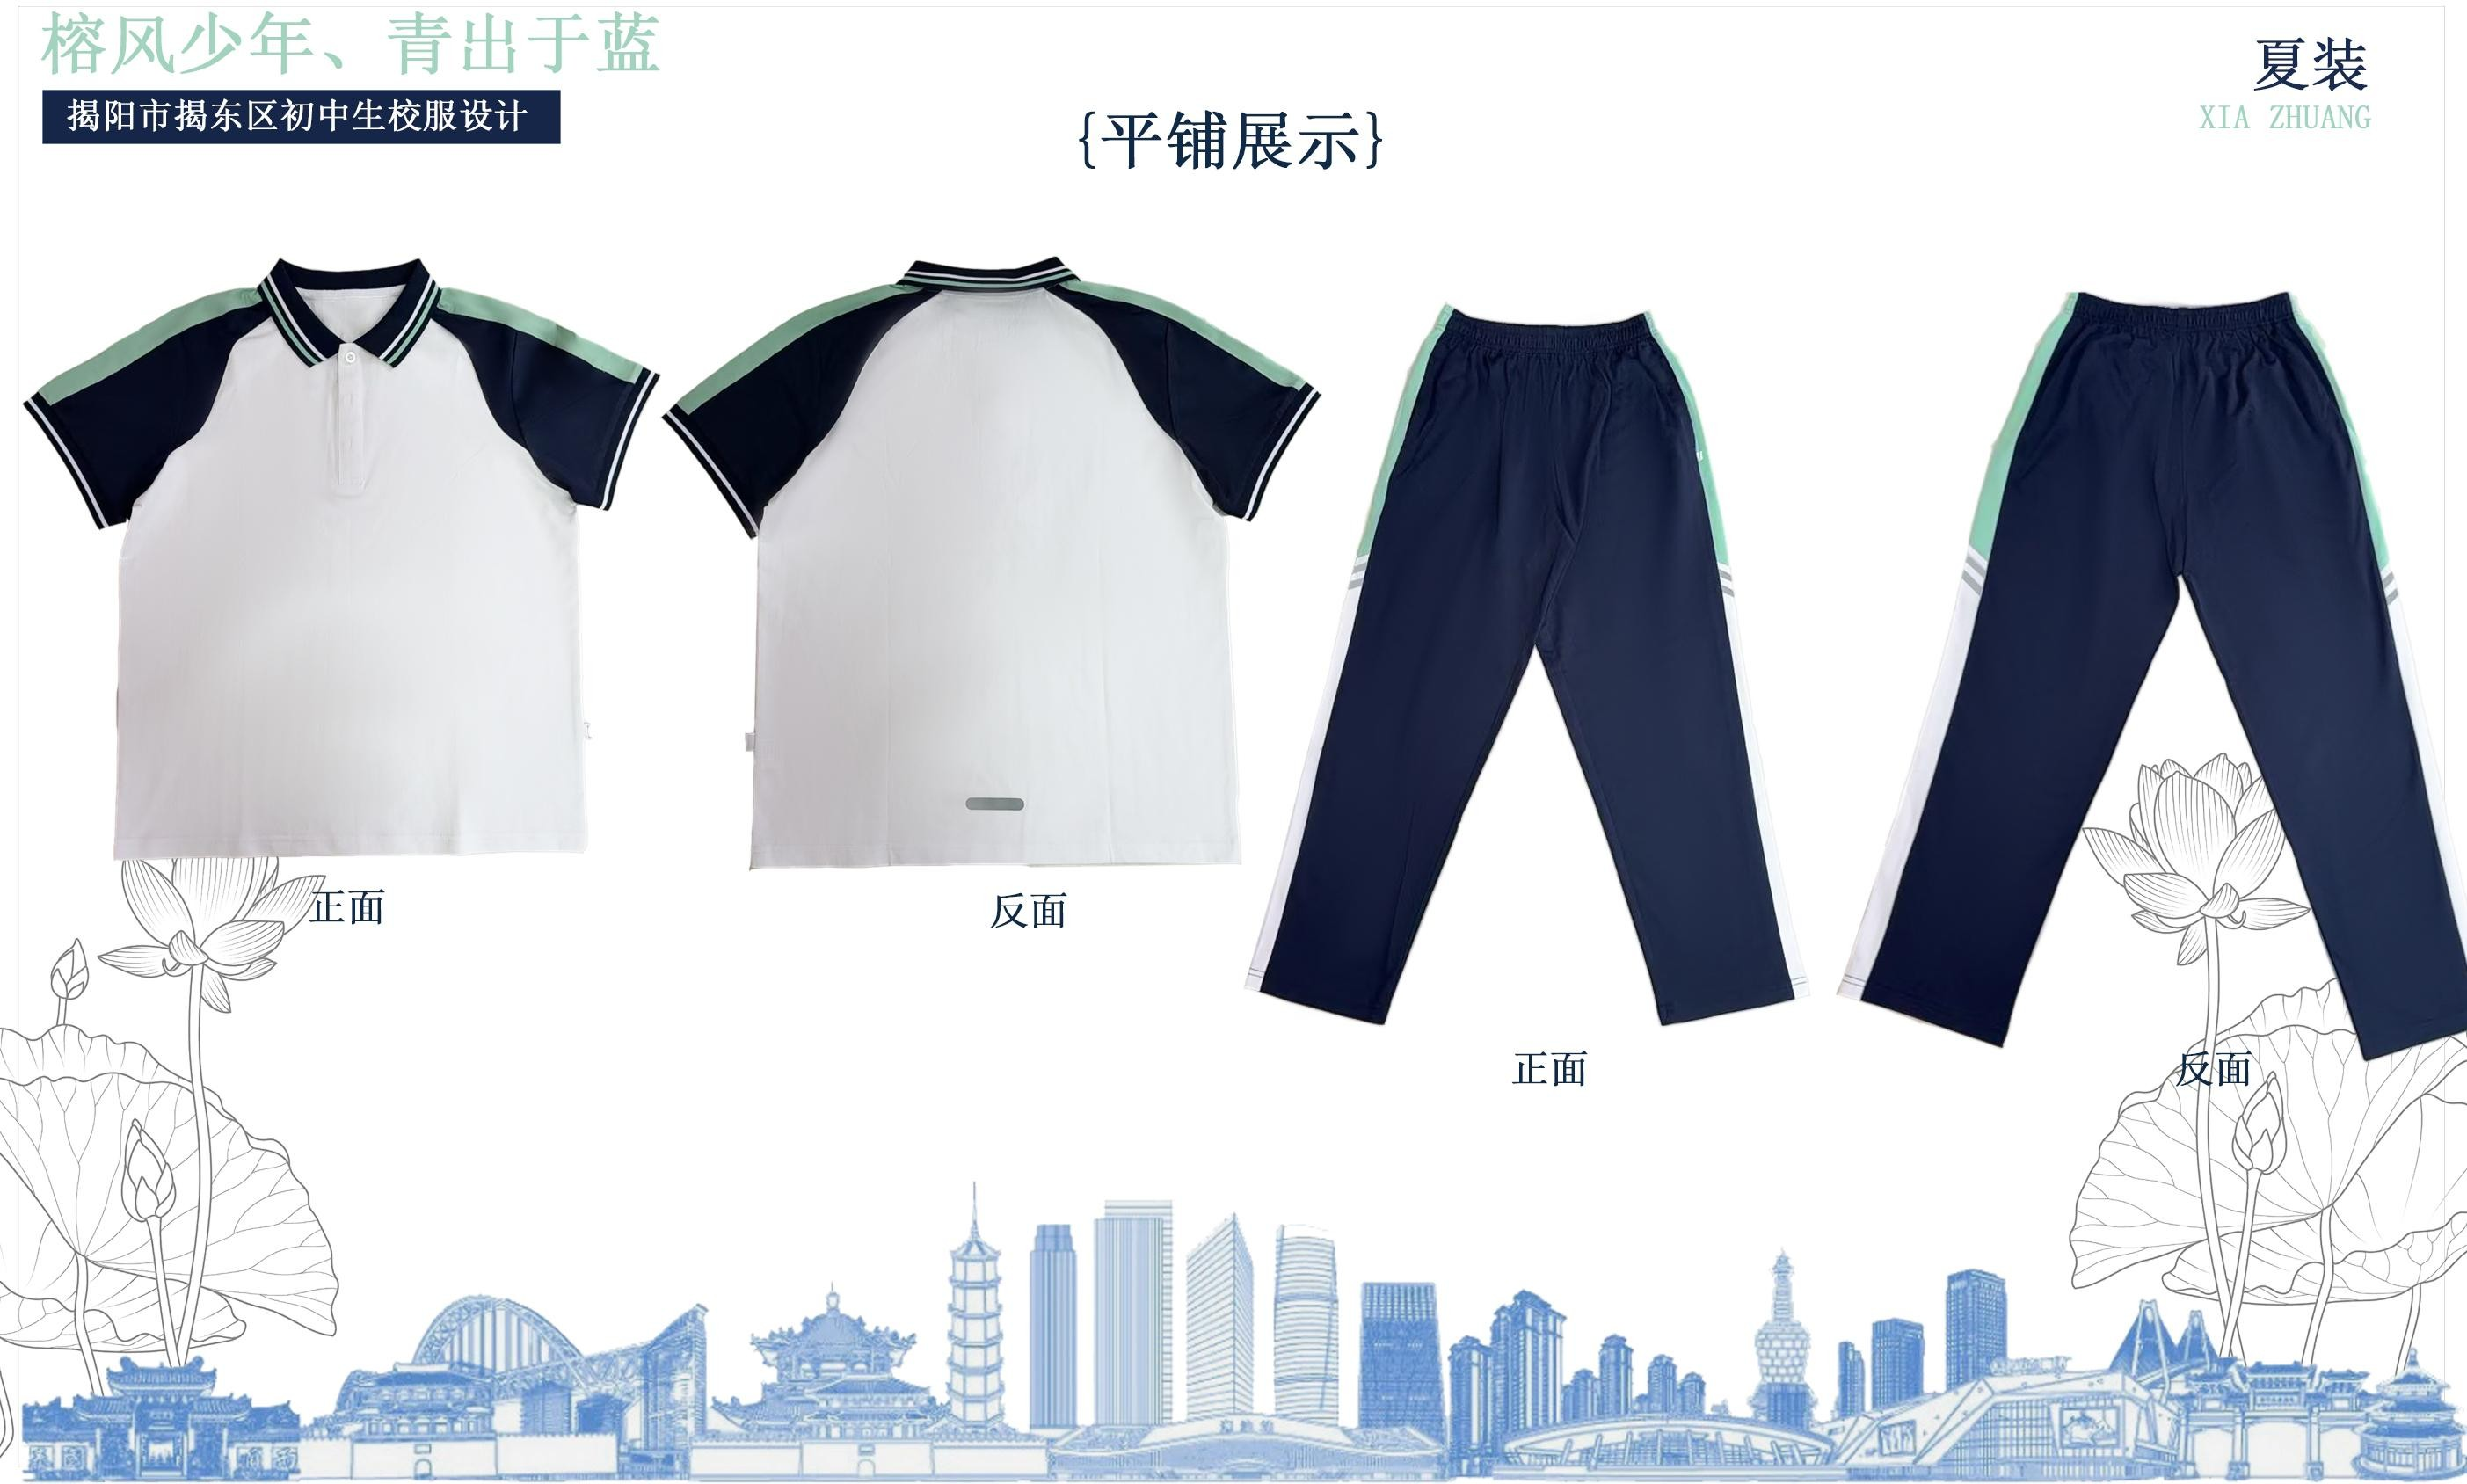 榕风少年、青出于蓝
揭阳市揭东区初中生校服设计
夏装
XIA ZHUANG
{平铺展示}
正面
反面
正面
反面